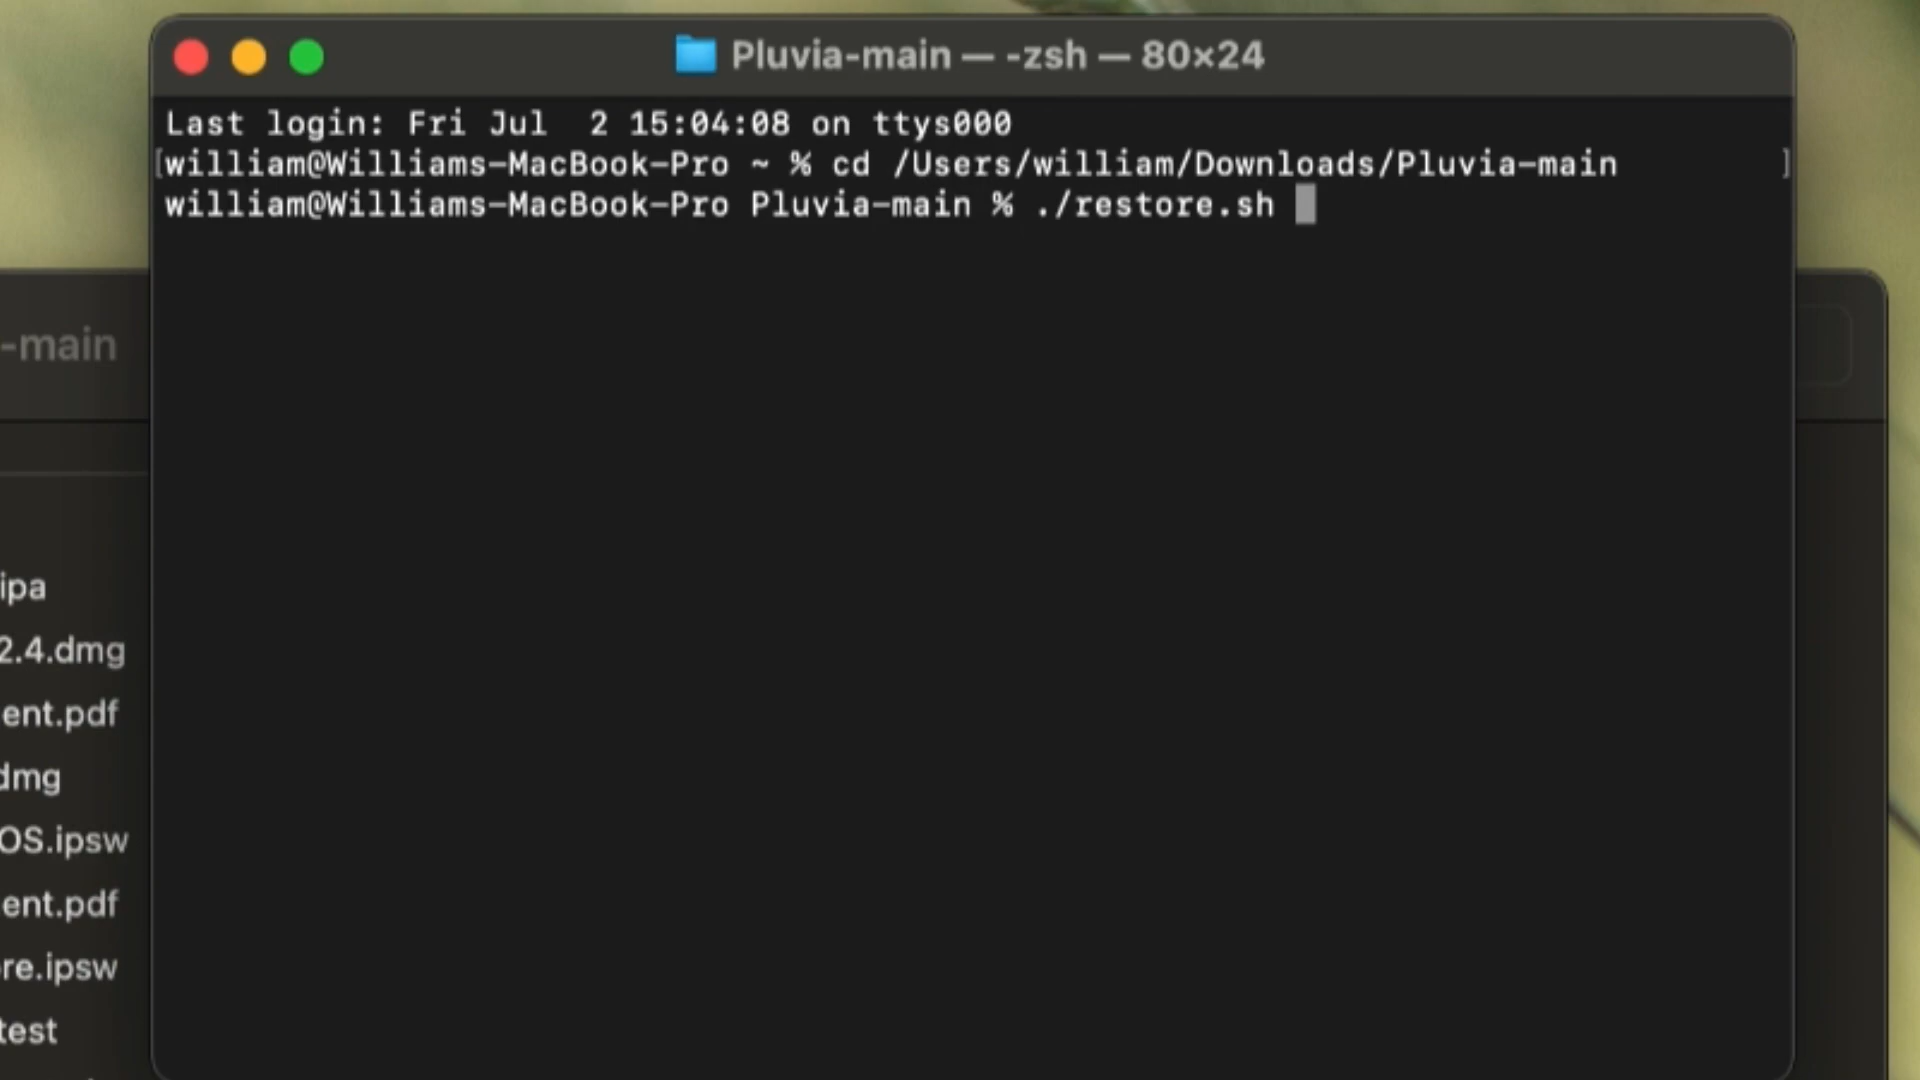 Pluvia-main — -zsh — 80×24
Last login: Fri Jul  2 15:04:08 on ttys000
[william@Williams-MacBook-Pro ~ % cd /Users/william/Downloads/Pluvia-main ]
william@Williams-MacBook-Pro Pluvia-main % ./restore.sh
-main
ipa
2.4.dmg
ent.pdf
dmg
OS.ipsw
ent.pdf
re.ipsw
test